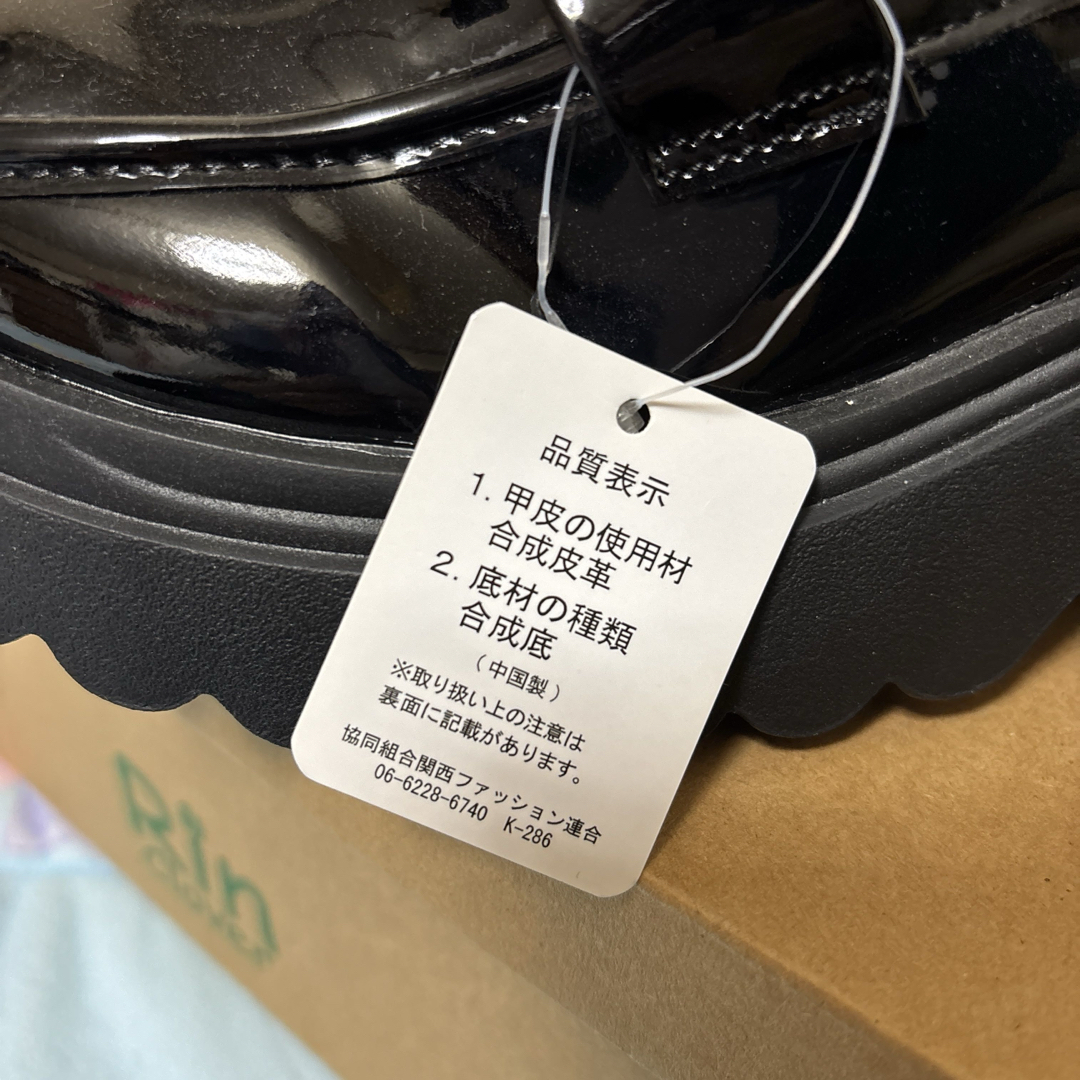 品質表示
1. 甲皮の使用材
合成皮革
2. 底材の種類
合成底
(中国製)
※取り扱い上の注意は
裏面に記載があります。
協同組合関西ファッション連合
06-6228-6740 K-286
Rin